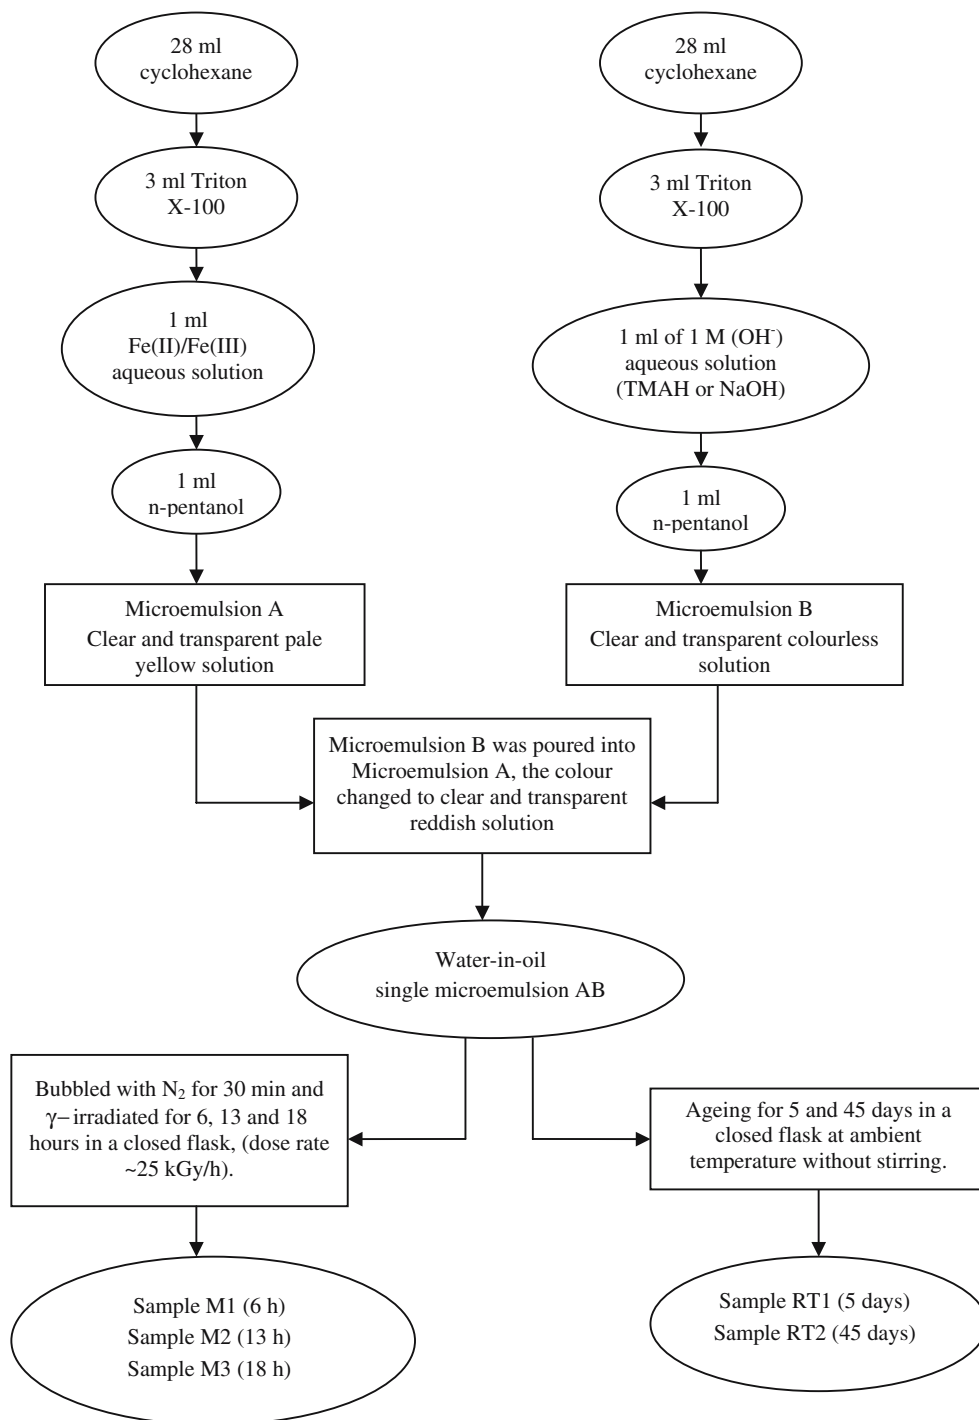 28 ml
cyclohexane
28 ml
cyclohexane
3 ml Triton
X-100
3 ml Triton
X-100
1 ml
Fe(II)/Fe(III)
aqueous solution
1 ml of 1 M (OH⁻)
aqueous solution
(TMAH or NaOH)
1 ml
n-pentanol
1 ml
n-pentanol
Microemulsion A
Clear and transparent pale
yellow solution
Microemulsion B
Clear and transparent colourless
solution
Microemulsion B was poured into
Microemulsion A, the colour
changed to clear and transparent
reddish solution
Water-in-oil
single microemulsion AB
Bubbled with N₂ for 30 min and
γ–irradiated for 6, 13 and 18
hours in a closed flask, (dose rate
~25 kGy/h).
Ageing for 5 and 45 days in a
closed flask at ambient
temperature without stirring.
Sample M1 (6 h)
Sample M2 (13 h)
Sample M3 (18 h)
Sample RT1 (5 days)
Sample RT2 (45 days)